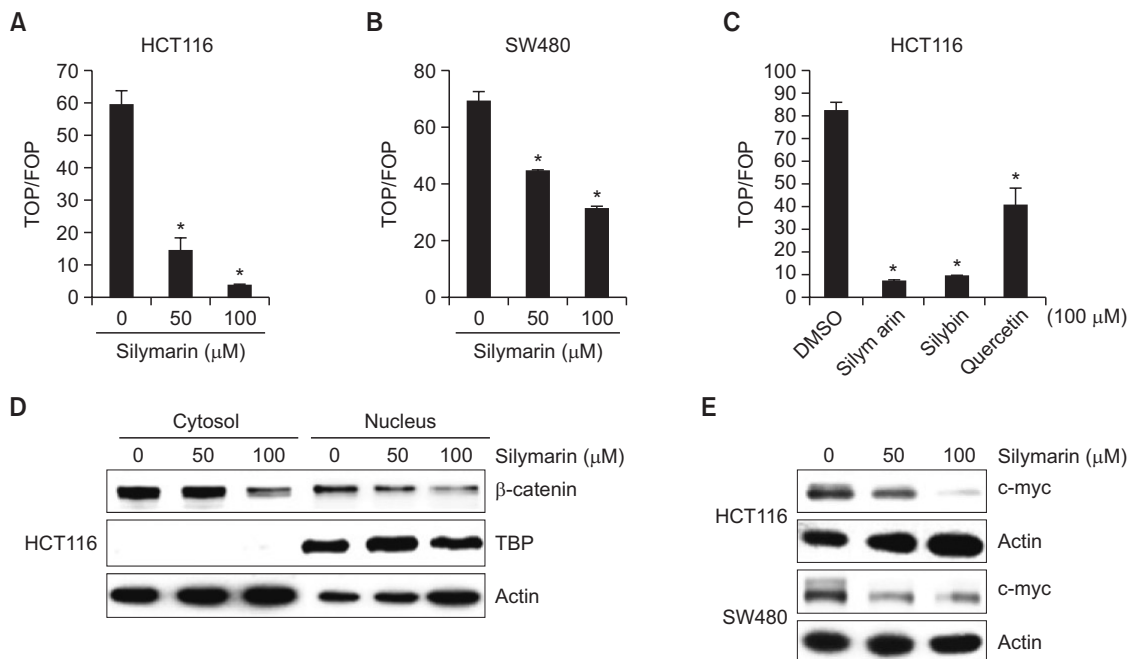 A
HCT116
TOP/FOP
70
60
50
40
30
20
10
0
*
*
0 50 100
Silymarin (μM)
B
SW480
TOP/FOP
80
60
40
20
0
*
*
0 50 100
Silymarin (μM)
C
HCT116
TOP/FOP
100
90
80
70
60
50
40
30
20
10
0
*
*
*
DMSO Silym arin Silybin Quercetin (100 μM)
D
Cytosol Nucleus
0 50 100 0 50 100 Silymarin (μM)
β-catenin
HCT116 TBP
Actin
E
0 50 100 Silymarin (μM)
c-myc
HCT116
Actin
c-myc
SW480
Actin